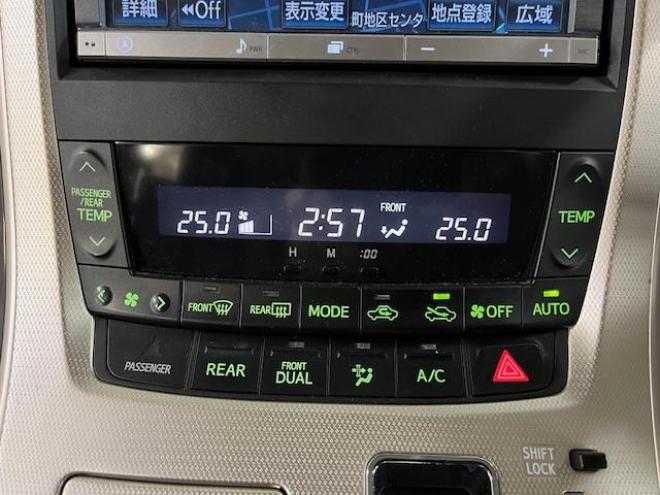 詳細 ◀◀Off 表示変更 町地区センタ 地点登録 広域
PWR − + MIC
PASSENGER
/REAR
TEMP
25.0 2:57 FRONT 25.0
TEMP
H M :00
FRONT REAR MODE OFF AUTO
PASSENGER REAR FRONT
DUAL A/C
SHIFT
LOCK